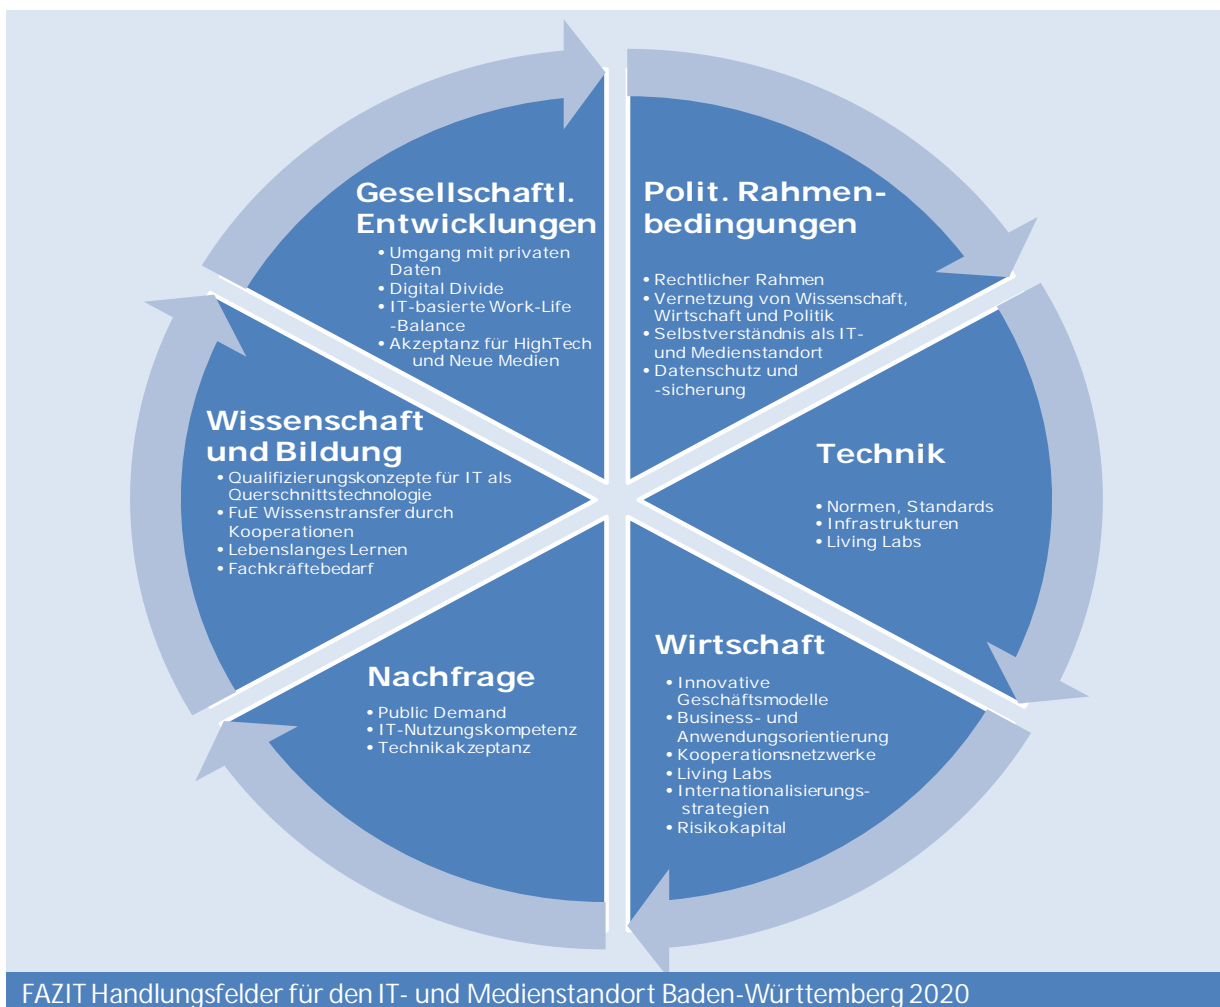 Gesellschaftl.
Entwicklungen
• Umgang mit privaten
Daten
• Digital Divide
• IT-basierte Work-Life
-Balance
• Akzeptanz für HighTech
und Neue Medien
Polit. Rahmen-
bedingungen
• Rechtlicher Rahmen
• Vernetzung von Wissenschaft,
Wirtschaft und Politik
• Selbstverständnis als IT-
und Medienstandort
• Datenschutz und
-sicherung
Technik
• Normen, Standards
• Infrastrukturen
• Living Labs
Wirtschaft
• Innovative
Geschäftsmodelle
• Business- und
Anwendungsorientierung
• Kooperationsnetzwerke
• Living Labs
• Internationalisierungs-
strategien
• Risikokapital
Nachfrage
• Public Demand
• IT-Nutzungskompetenz
• Technikakzeptanz
Wissenschaft
und Bildung
• Qualifizierungskonzepte für IT als
Querschnittstechnologie
• FuE Wissenstransfer durch
Kooperationen
• Lebenslanges Lernen
• Fachkräftebedarf
FAZIT Handlungsfelder für den IT- und Medienstandort Baden-Württemberg 2020